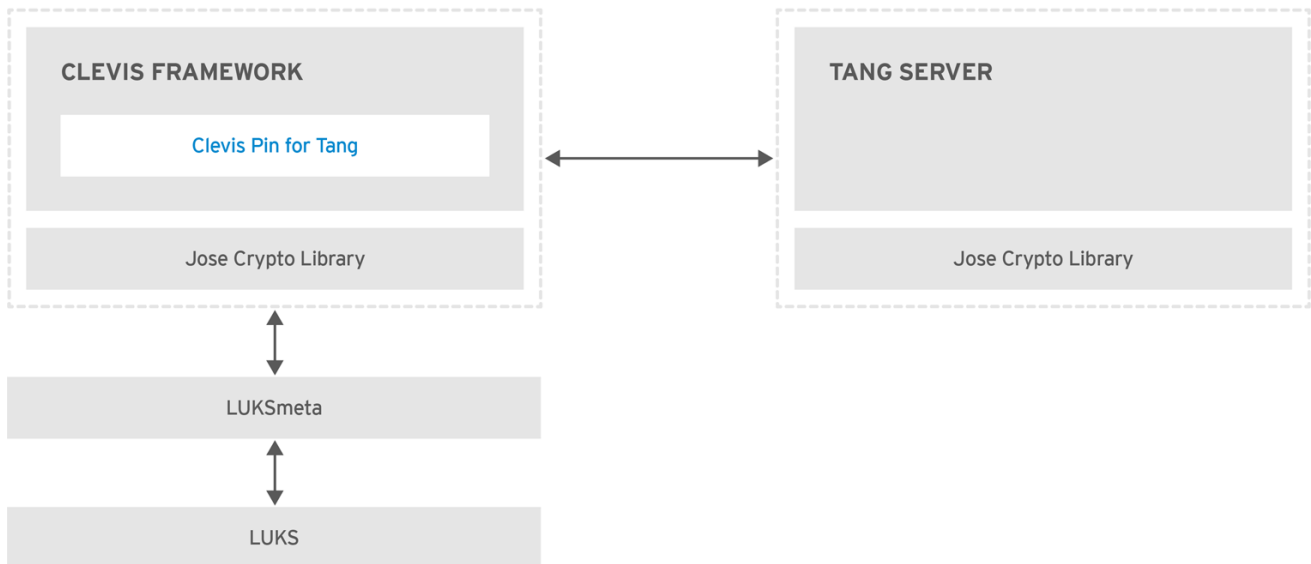 CLEVIS FRAMEWORK
Clevis Pin for Tang
Jose Crypto Library
TANG SERVER
Jose Crypto Library
LUKSmeta
LUKS